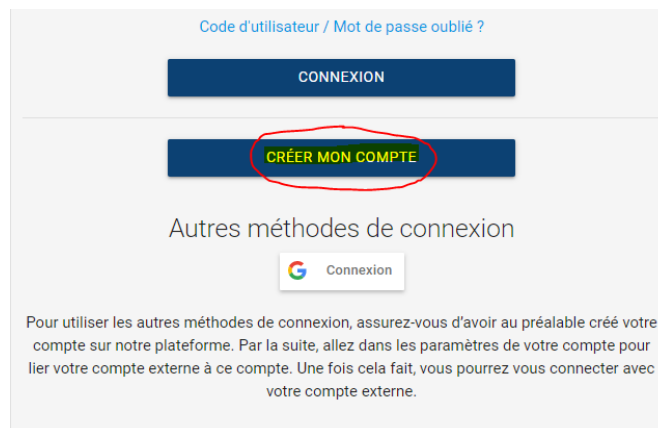 Code d'utilisateur / Mot de passe oublié ?
CONNEXION
CRÉER MON COMPTE
Autres méthodes de connexion
Connexion
Pour utiliser les autres méthodes de connexion, assurez-vous d'avoir au préalable créé votre
compte sur notre plateforme. Par la suite, allez dans les paramètres de votre compte pour
lier votre compte externe à ce compte. Une fois cela fait, vous pourrez vous connecter avec
votre compte externe.